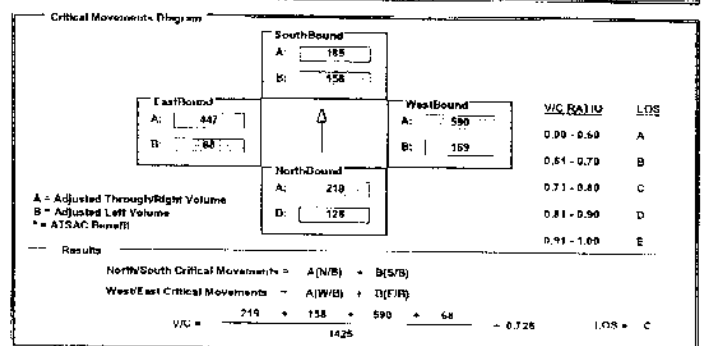 Critical Movements Diagram
SouthBound
A: 185
B: 158
EastBound
A: 447
B: 68
WestBound
A: 590
B: 169
NorthBound
A: 219
B: 128
V/C RATIO LOS
0.00 - 0.60 A
0.61 - 0.70 B
0.71 - 0.80 C
0.81 - 0.90 D
0.91 - 1.00 E
A = Adjusted Through/Right Volume
B = Adjusted Left Volume
* = ATSAC Benefit
Results
North/South Critical Movements = A(N/B) + B(S/B)
West/East Critical Movements = A(W/B) + B(E/B)
V/C = 219 + 158 + 590 + 68 = 0.726 LOS = C
1425